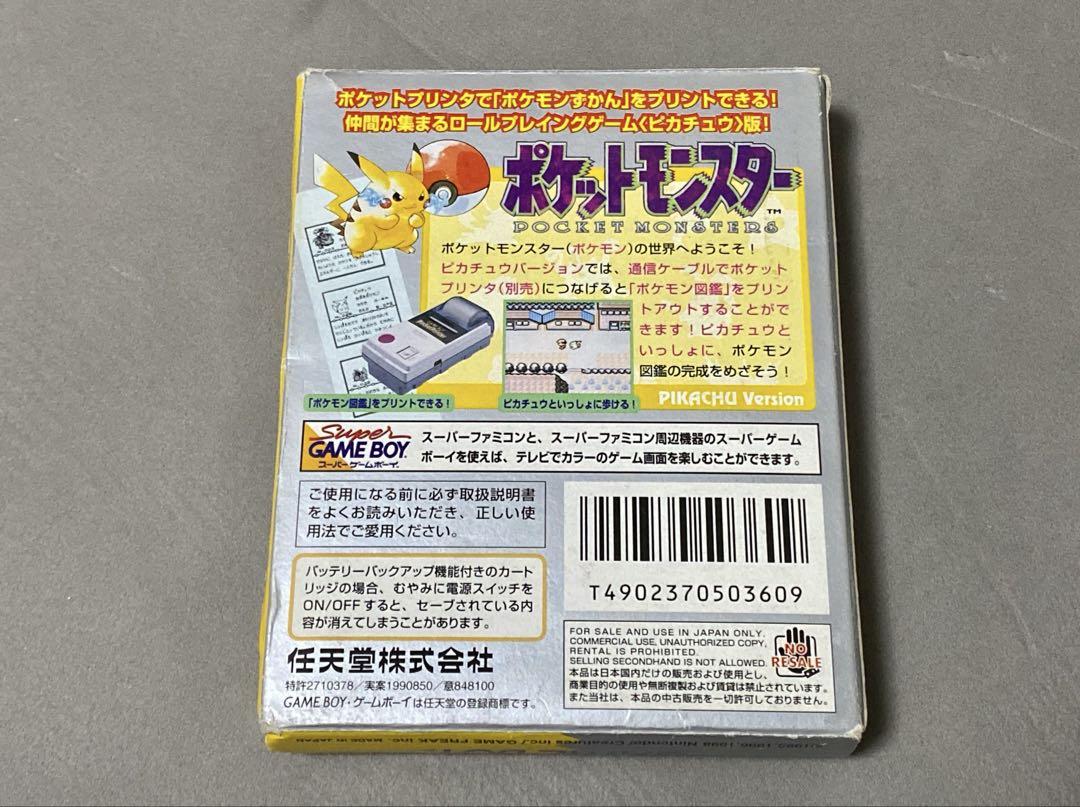 ポケットプリンタで「ポケモンずかん」をプリントできる!
仲間が集まるロールプレイングゲーム〈ピカチュウ〉版!
ポケットモンスター™
POCKET MONSTERS
ポケットモンスター(ポケモン)の世界へようこそ!
ピカチュウバージョンでは、通信ケーブルでポケット
プリンタ(別売)につなげると「ポケモン図鑑」をプリン
トアウトすることがで
きます!ピカチュウと
いっしょに、ポケモン
図鑑の完成をめざそう!
「ポケモン図鑑」をプリントできる!
ピカチュウといっしょに歩ける!
PIKACHU Version
Super
GAME BOY
スーパーゲームボーイ
スーパーファミコンと、スーパーファミコン周辺機器のスーパーゲーム
ボーイを使えば、テレビでカラーのゲーム画面を楽しむことができます。
ご使用になる前に必ず取扱説明書
をよくお読みいただき、正しい使
用法でご愛用ください。
バッテリーバックアップ機能付きのカート
リッジの場合、むやみに電源スイッチを
ON/OFFすると、セーブされている内
容が消えてしまうことがあります。
任天堂株式会社
特許2710378/実案1990850/意848100
GAME BOY・ゲームボーイは任天堂の登録商標です。
T4902370503609
FOR SALE AND USE IN JAPAN ONLY.
COMMERCIAL USE, UNAUTHORIZED COPY,
RENTAL IS PROHIBITED.
SELLING SECONDHAND IS NOT ALLOWED.
NO
RESALE
本品は日本国内だけの販売および使用とし、
商業目的の使用や無断複製および賃貸は禁止されています。
また当社は、本品の中古販売を一切許可しておりません。
©1995,1996,1998 Nintendo/Creatures inc./GAME FREAK inc. MADE IN JAPAN